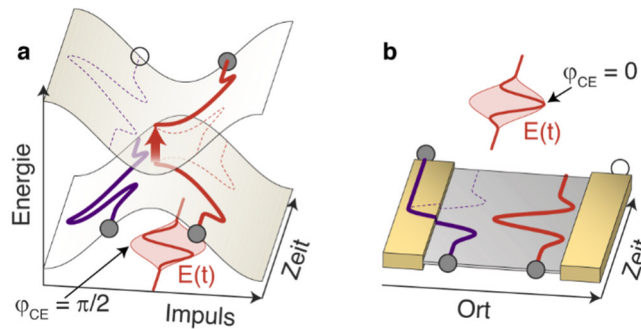 a
Energie
φCE = π/2
E(t)
Impuls
Zeit
b
φCE = 0
E(t)
Ort
Zeit